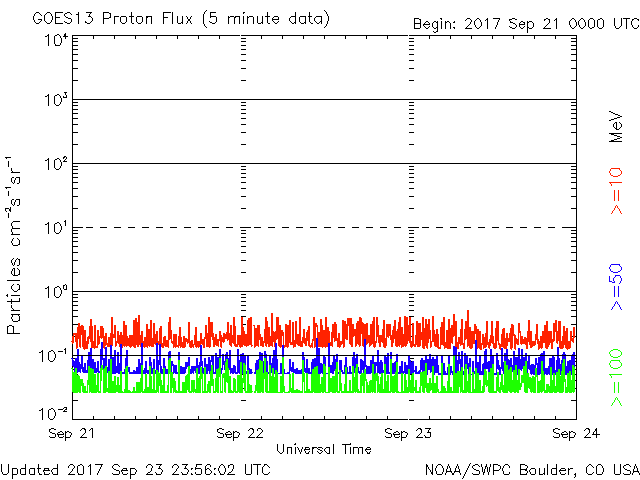 GOES13 Proton Flux (5 minute data)
Begin: 2017 Sep 21 0000 UTC
10⁴
10³
10²
10¹
10⁰
10⁻¹
10⁻²
Particles cm⁻²s⁻¹sr⁻¹
MeV
>=10
>=50
>=100
Sep 21
Sep 22
Sep 23
Sep 24
Universal Time
Updated 2017 Sep 23 23:56:02 UTC
NOAA/SWPC Boulder, CO USA